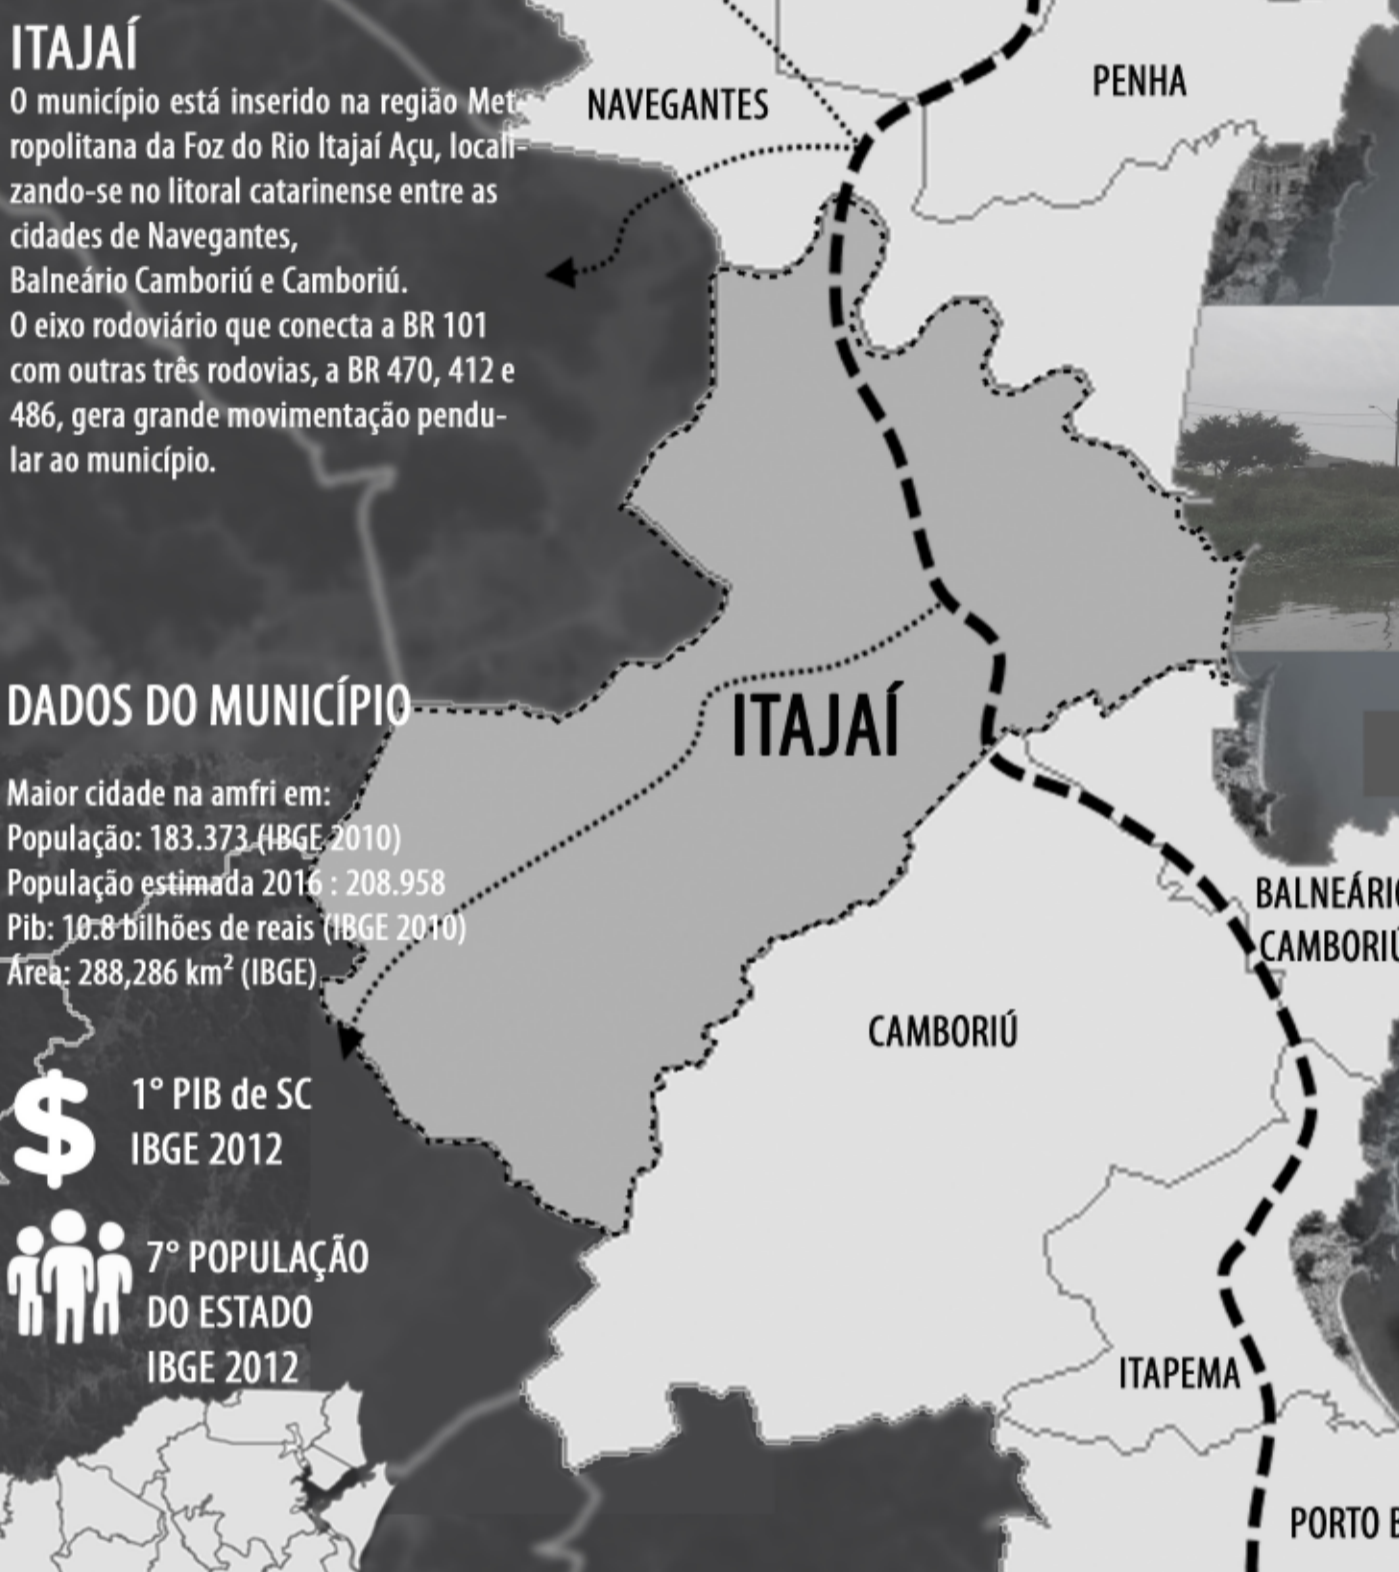 ITAJAÍ
O município está inserido na região Met-
ropolitana da Foz do Rio Itajaí Açu, locali-
zando-se no litoral catarinense entre as
cidades de Navegantes,
Balneário Camboriú e Camboriú.
O eixo rodoviário que conecta a BR 101
com outras três rodovias, a BR 470, 412 e
486, gera grande movimentação pendu-
lar ao município.
NAVEGANTES
PENHA
ITAJAÍ
DADOS DO MUNICÍPIO
Maior cidade na amfri em:
População: 183.373 (IBGE 2010)
População estimada 2016 : 208.958
Pib: 10.8 bilhões de reais (IBGE 2010)
Área: 288,286 km² (IBGE)
BALNEÁRIO
CAMBORIÚ
CAMBORIÚ
$
1° PIB de SC
IBGE 2012
7° POPULAÇÃO
DO ESTADO
IBGE 2012
ITAPEMA
PORTO